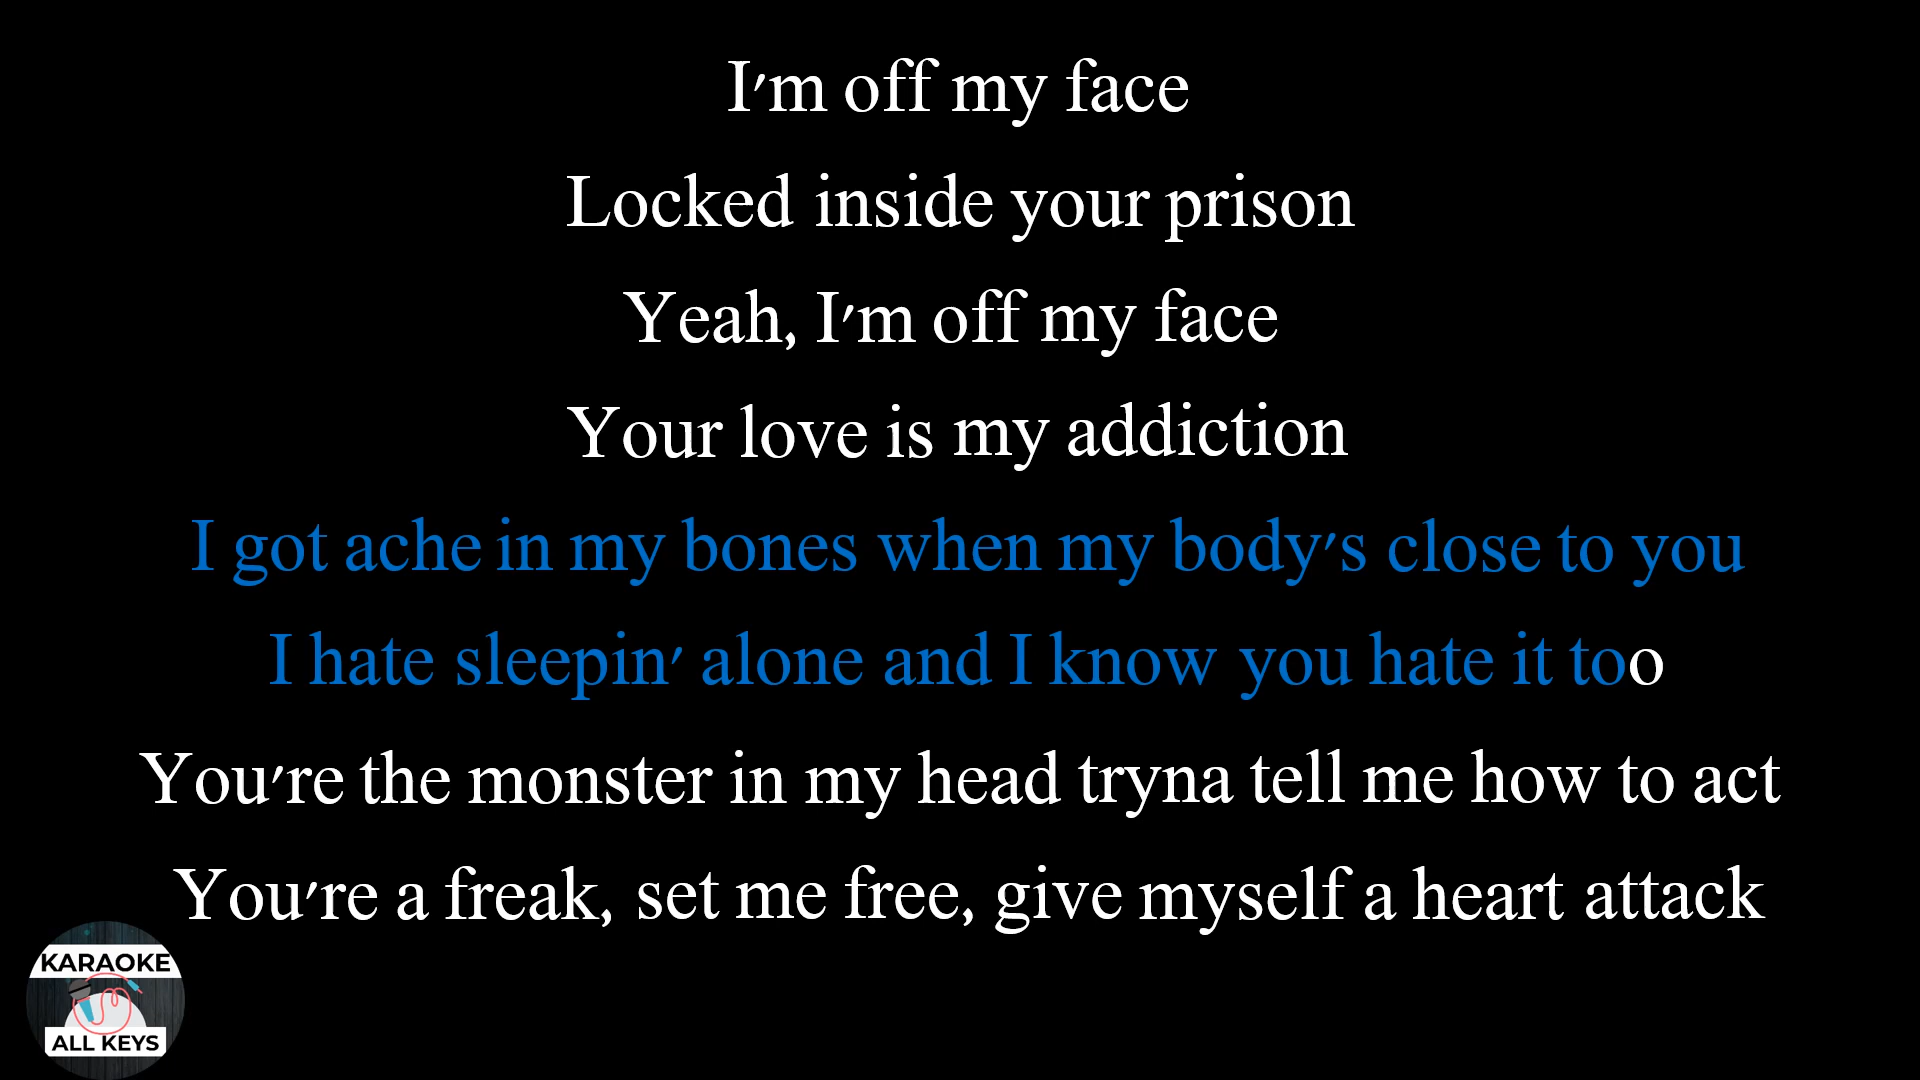 I'm off my face
Locked inside your prison
Yeah, I'm off my face
Your love is my addiction
I got ache in my bones when my body's close to you
I hate sleepin' alone and I know you hate it too
You're the monster in my head tryna tell me how to act
You're a freak, set me free, give myself a heart attack
KARAOKE
ALL KEYS